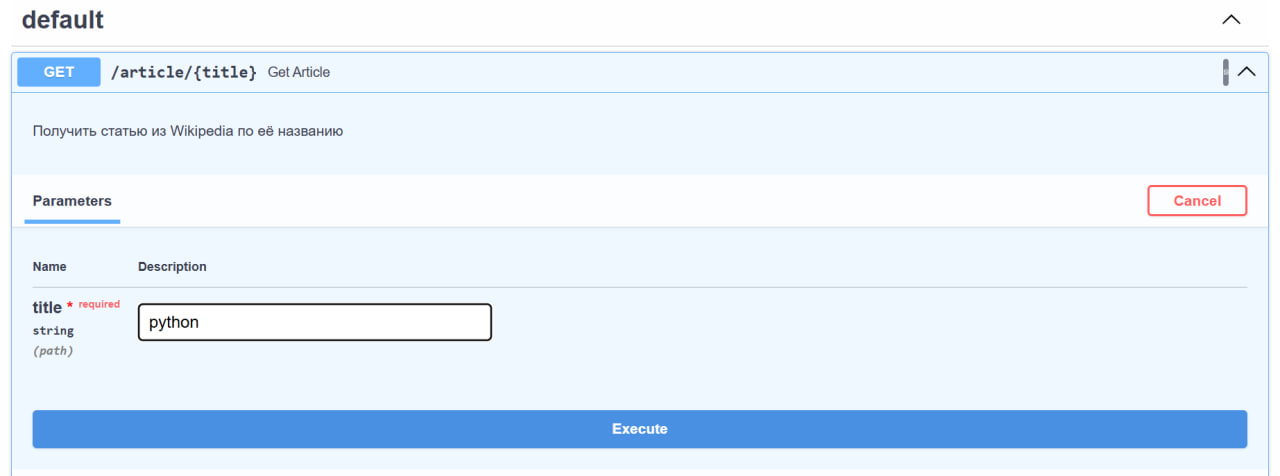 default
GET /article/{title} Get Article
Получить статью из Wikipedia по её названию
Parameters Cancel
Name Description
title * required
string
(path)
python
Execute